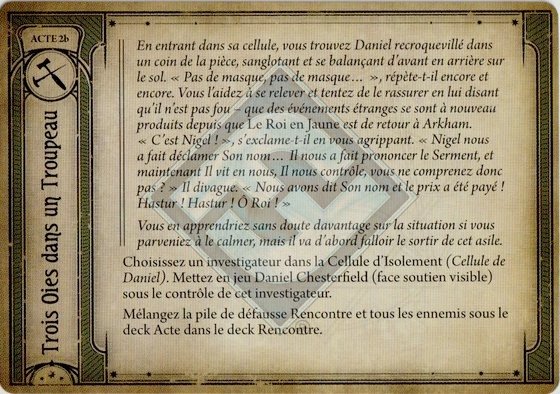 ACTE 2b
Trois Oies dans un Troupeau
En entrant dans sa cellule, vous trouvez Daniel recroquevillé dans
un coin de la pièce, sanglotant et se balançant d'avant en arrière sur
le sol. « Pas de masque, pas de masque… », répète-t-il encore et
encore. Vous l'aidez à se relever et tentez de le rassurer en lui disant
qu'il n'est pas fou – que des événements étranges se sont à nouveau
produits depuis que Le Roi en Jaune est de retour à Arkham.
« C'est Nigel ! », s'exclame-t-il en vous agrippant. « Nigel nous
a fait déclamer Son nom… Il nous a fait prononcer le Serment, et
maintenant Il vit en nous. Il nous contrôle, vous ne comprenez donc
pas ? » Il divague. « Nous avons dit Son nom et le prix a été payé !
Hastur ! Hastur ! Ô Roi ! »
Vous en apprendriez sans doute davantage sur la situation si vous
parveniez à le calmer, mais il va d'abord falloir le sortir de cet asile.
Choisissez un investigateur dans la Cellule d'Isolement (Cellule de
Daniel). Mettez en jeu Daniel Chesterfield (face soutien visible)
sous le contrôle de cet investigateur.
Mélangez la pile de défausse Rencontre et tous les ennemis sous le
deck Acte dans le deck Rencontre.